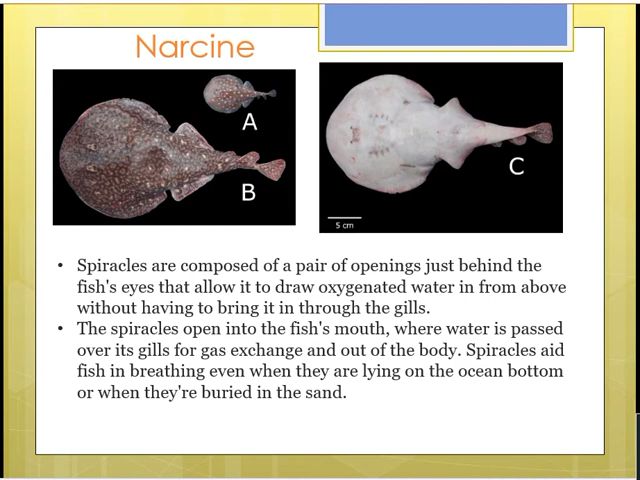 Narcine
A
B
C
5 cm
• Spiracles are composed of a pair of openings just behind the
fish's eyes that allow it to draw oxygenated water in from above
without having to bring it in through the gills.
• The spiracles open into the fish's mouth, where water is passed
over its gills for gas exchange and out of the body. Spiracles aid
fish in breathing even when they are lying on the ocean bottom
or when they're buried in the sand.